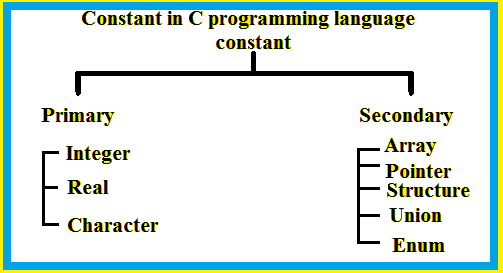 Constant in C programming language
constant
Primary
Integer
Real
Character
Secondary
Array
Pointer
Structure
Union
Enum